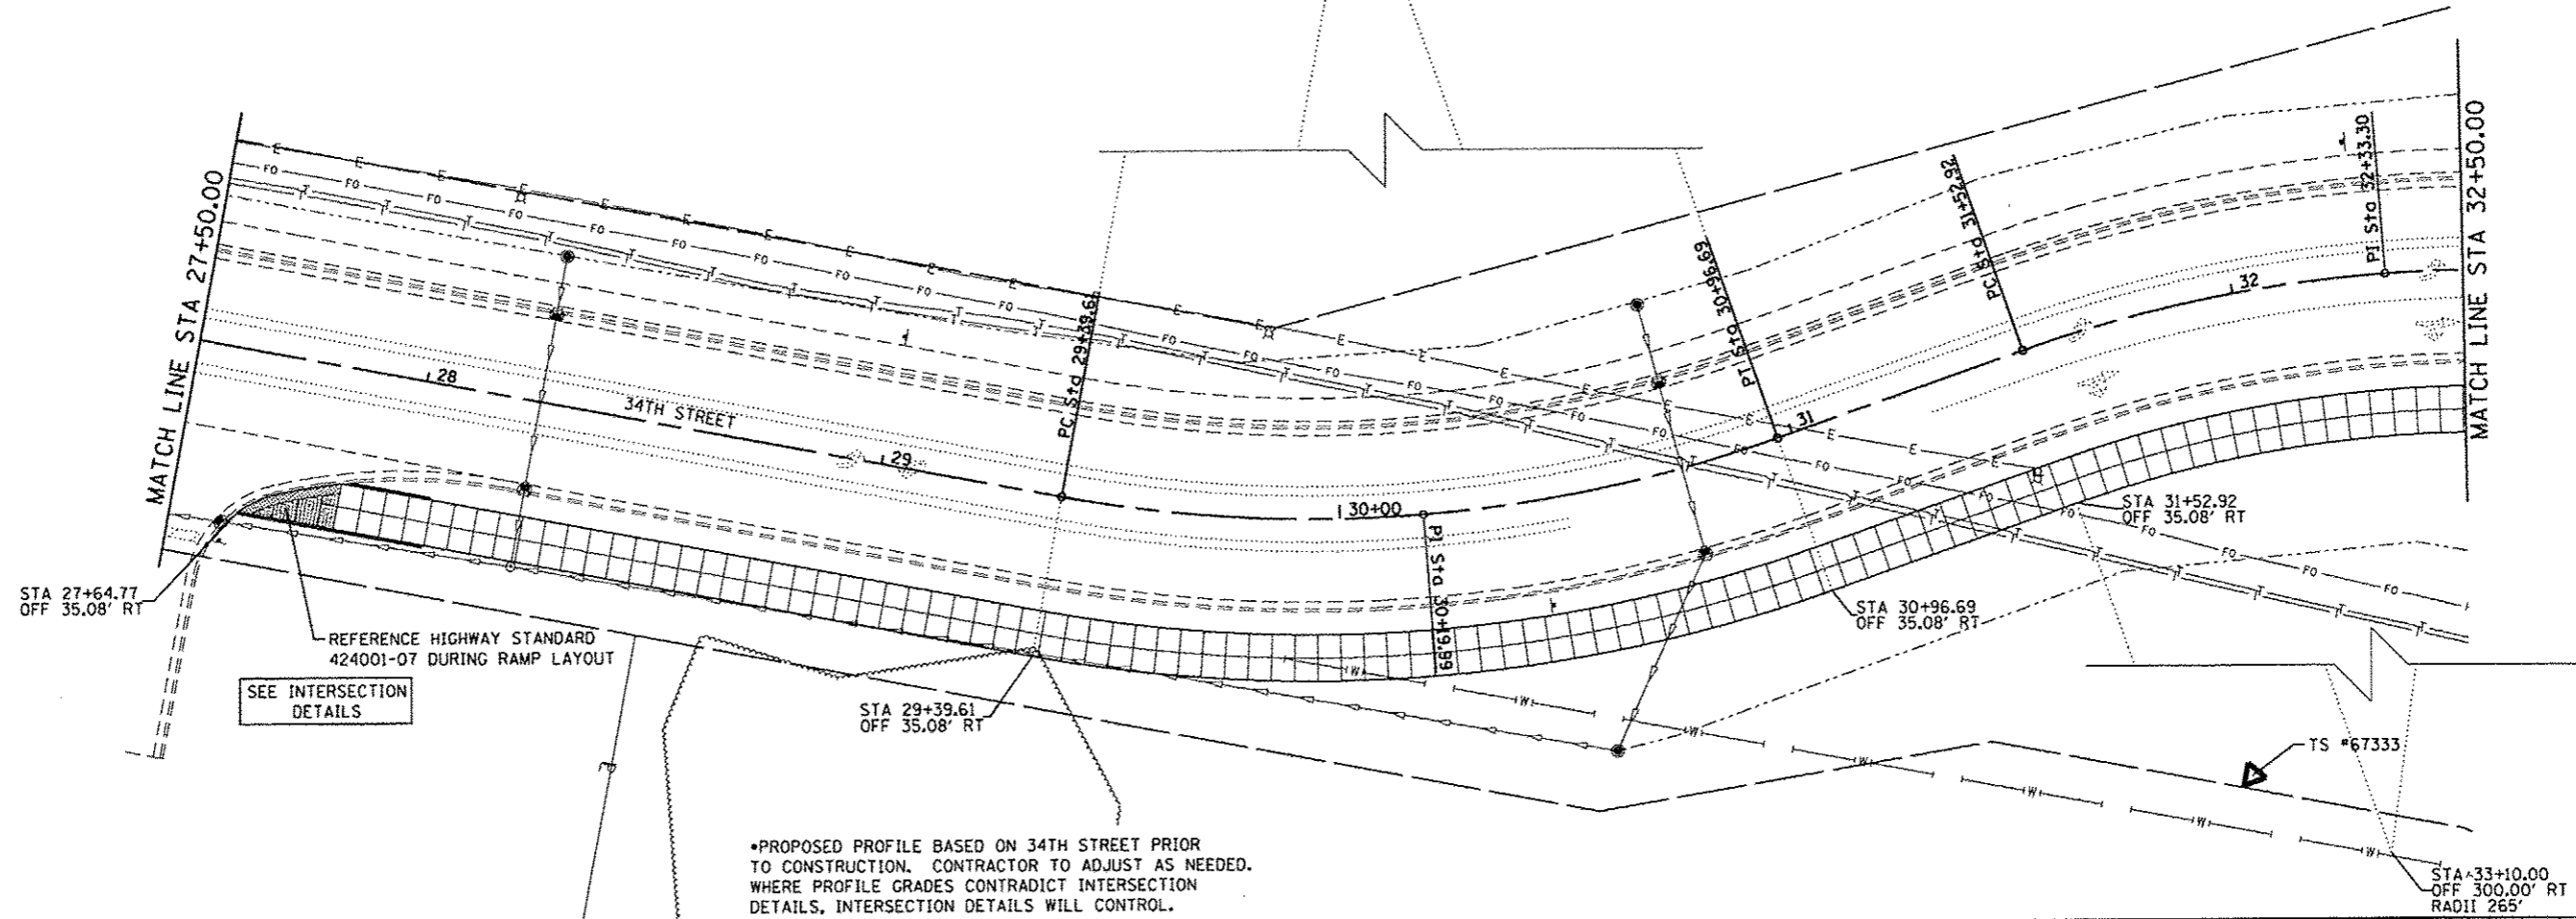 MATCH LINE STA 27+50.00
28
34TH STREET
29
PC Sta 29+39.61
30+00
PI Sta 30+19.99
PT Sta 30+96.69
31
PC Sta 31+52.92
32
PI Sta 32+33.30
MATCH LINE STA 32+50.00
STA 27+64.77
OFF 35.08' RT
REFERENCE HIGHWAY STANDARD
424001-07 DURING RAMP LAYOUT
SEE INTERSECTION
DETAILS
STA 29+39.61
OFF 35.08' RT
STA 30+96.69
OFF 35.08' RT
STA 31+52.92
OFF 35.08' RT
TS #67333
STA 33+10.00
OFF 300.00' RT
RADII 265'
*PROPOSED PROFILE BASED ON 34TH STREET PRIOR
TO CONSTRUCTION. CONTRACTOR TO ADJUST AS NEEDED.
WHERE PROFILE GRADES CONTRADICT INTERSECTION
DETAILS, INTERSECTION DETAILS WILL CONTROL.